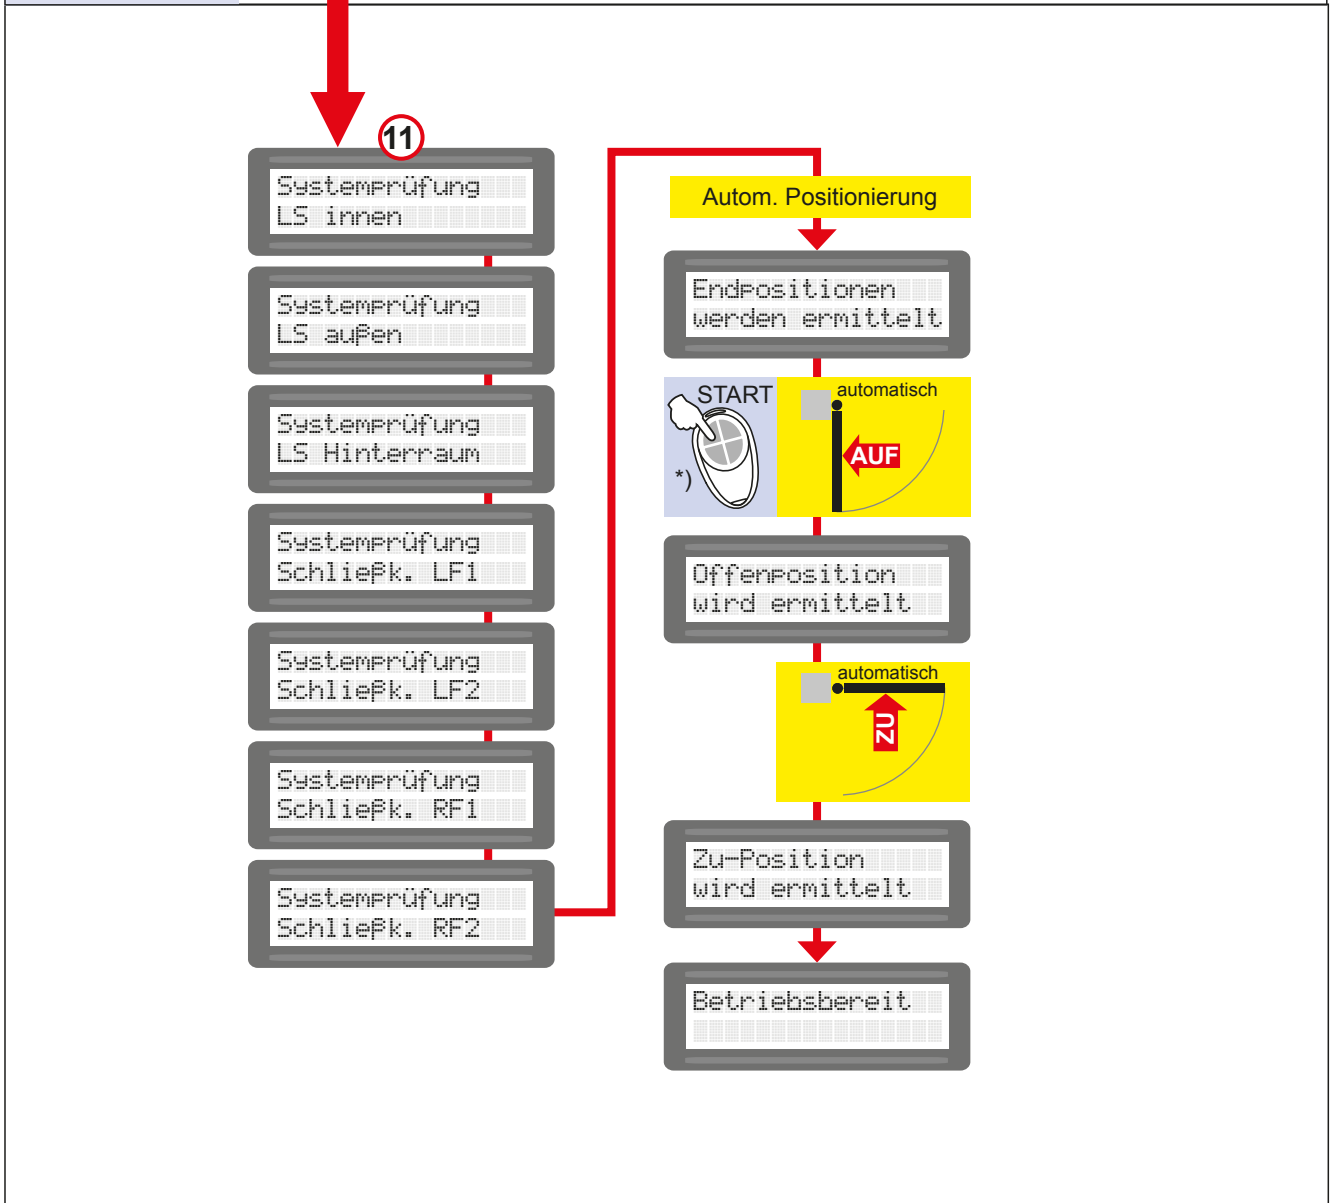 11
Systemprüfung
LS innen
Systemprüfung
LS außen
Systemprüfung
LS Hinterraum
Systemprüfung
Schließk. LF1
Systemprüfung
Schließk. LF2
Systemprüfung
Schließk. RF1
Systemprüfung
Schließk. RF2
Autom. Positionierung
Endpositionen
werden ermittelt
START
*)
automatisch
AUF
Offenposition
wird ermittelt
automatisch
ZU
Zu-Position
wird ermittelt
Betriebsbereit